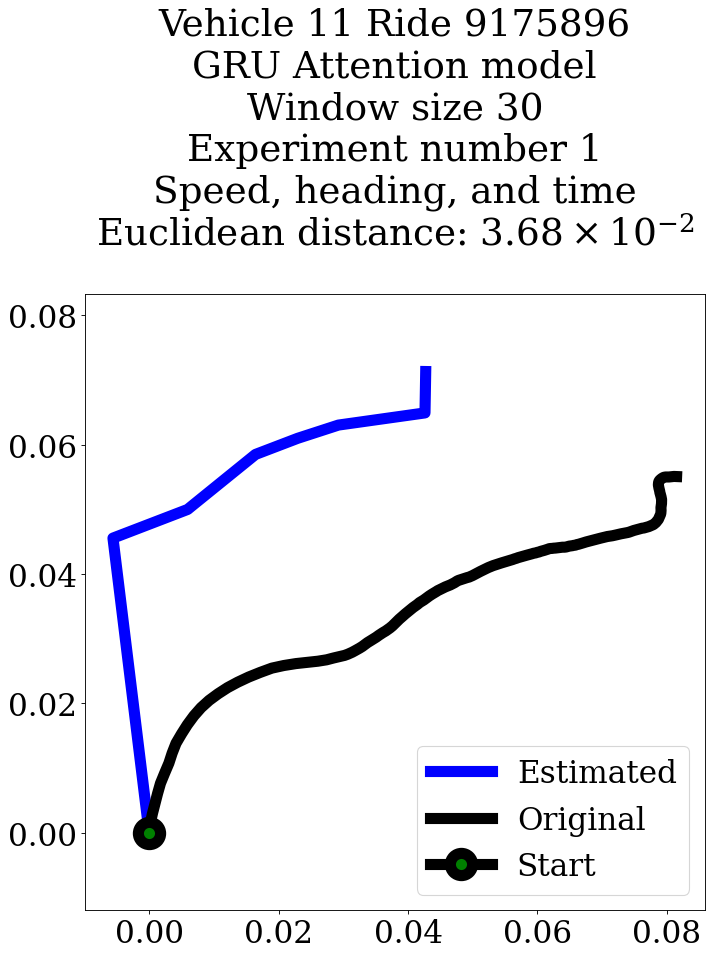 Vehicle 11 Ride 9175896
GRU Attention model
Window size 30
Experiment number 1
Speed, heading, and time
Euclidean distance: 3.68 × 10⁻²
0.08
0.06
0.04
0.02
0.00
Estimated
Original
Start
0.00 0.02 0.04 0.06 0.08